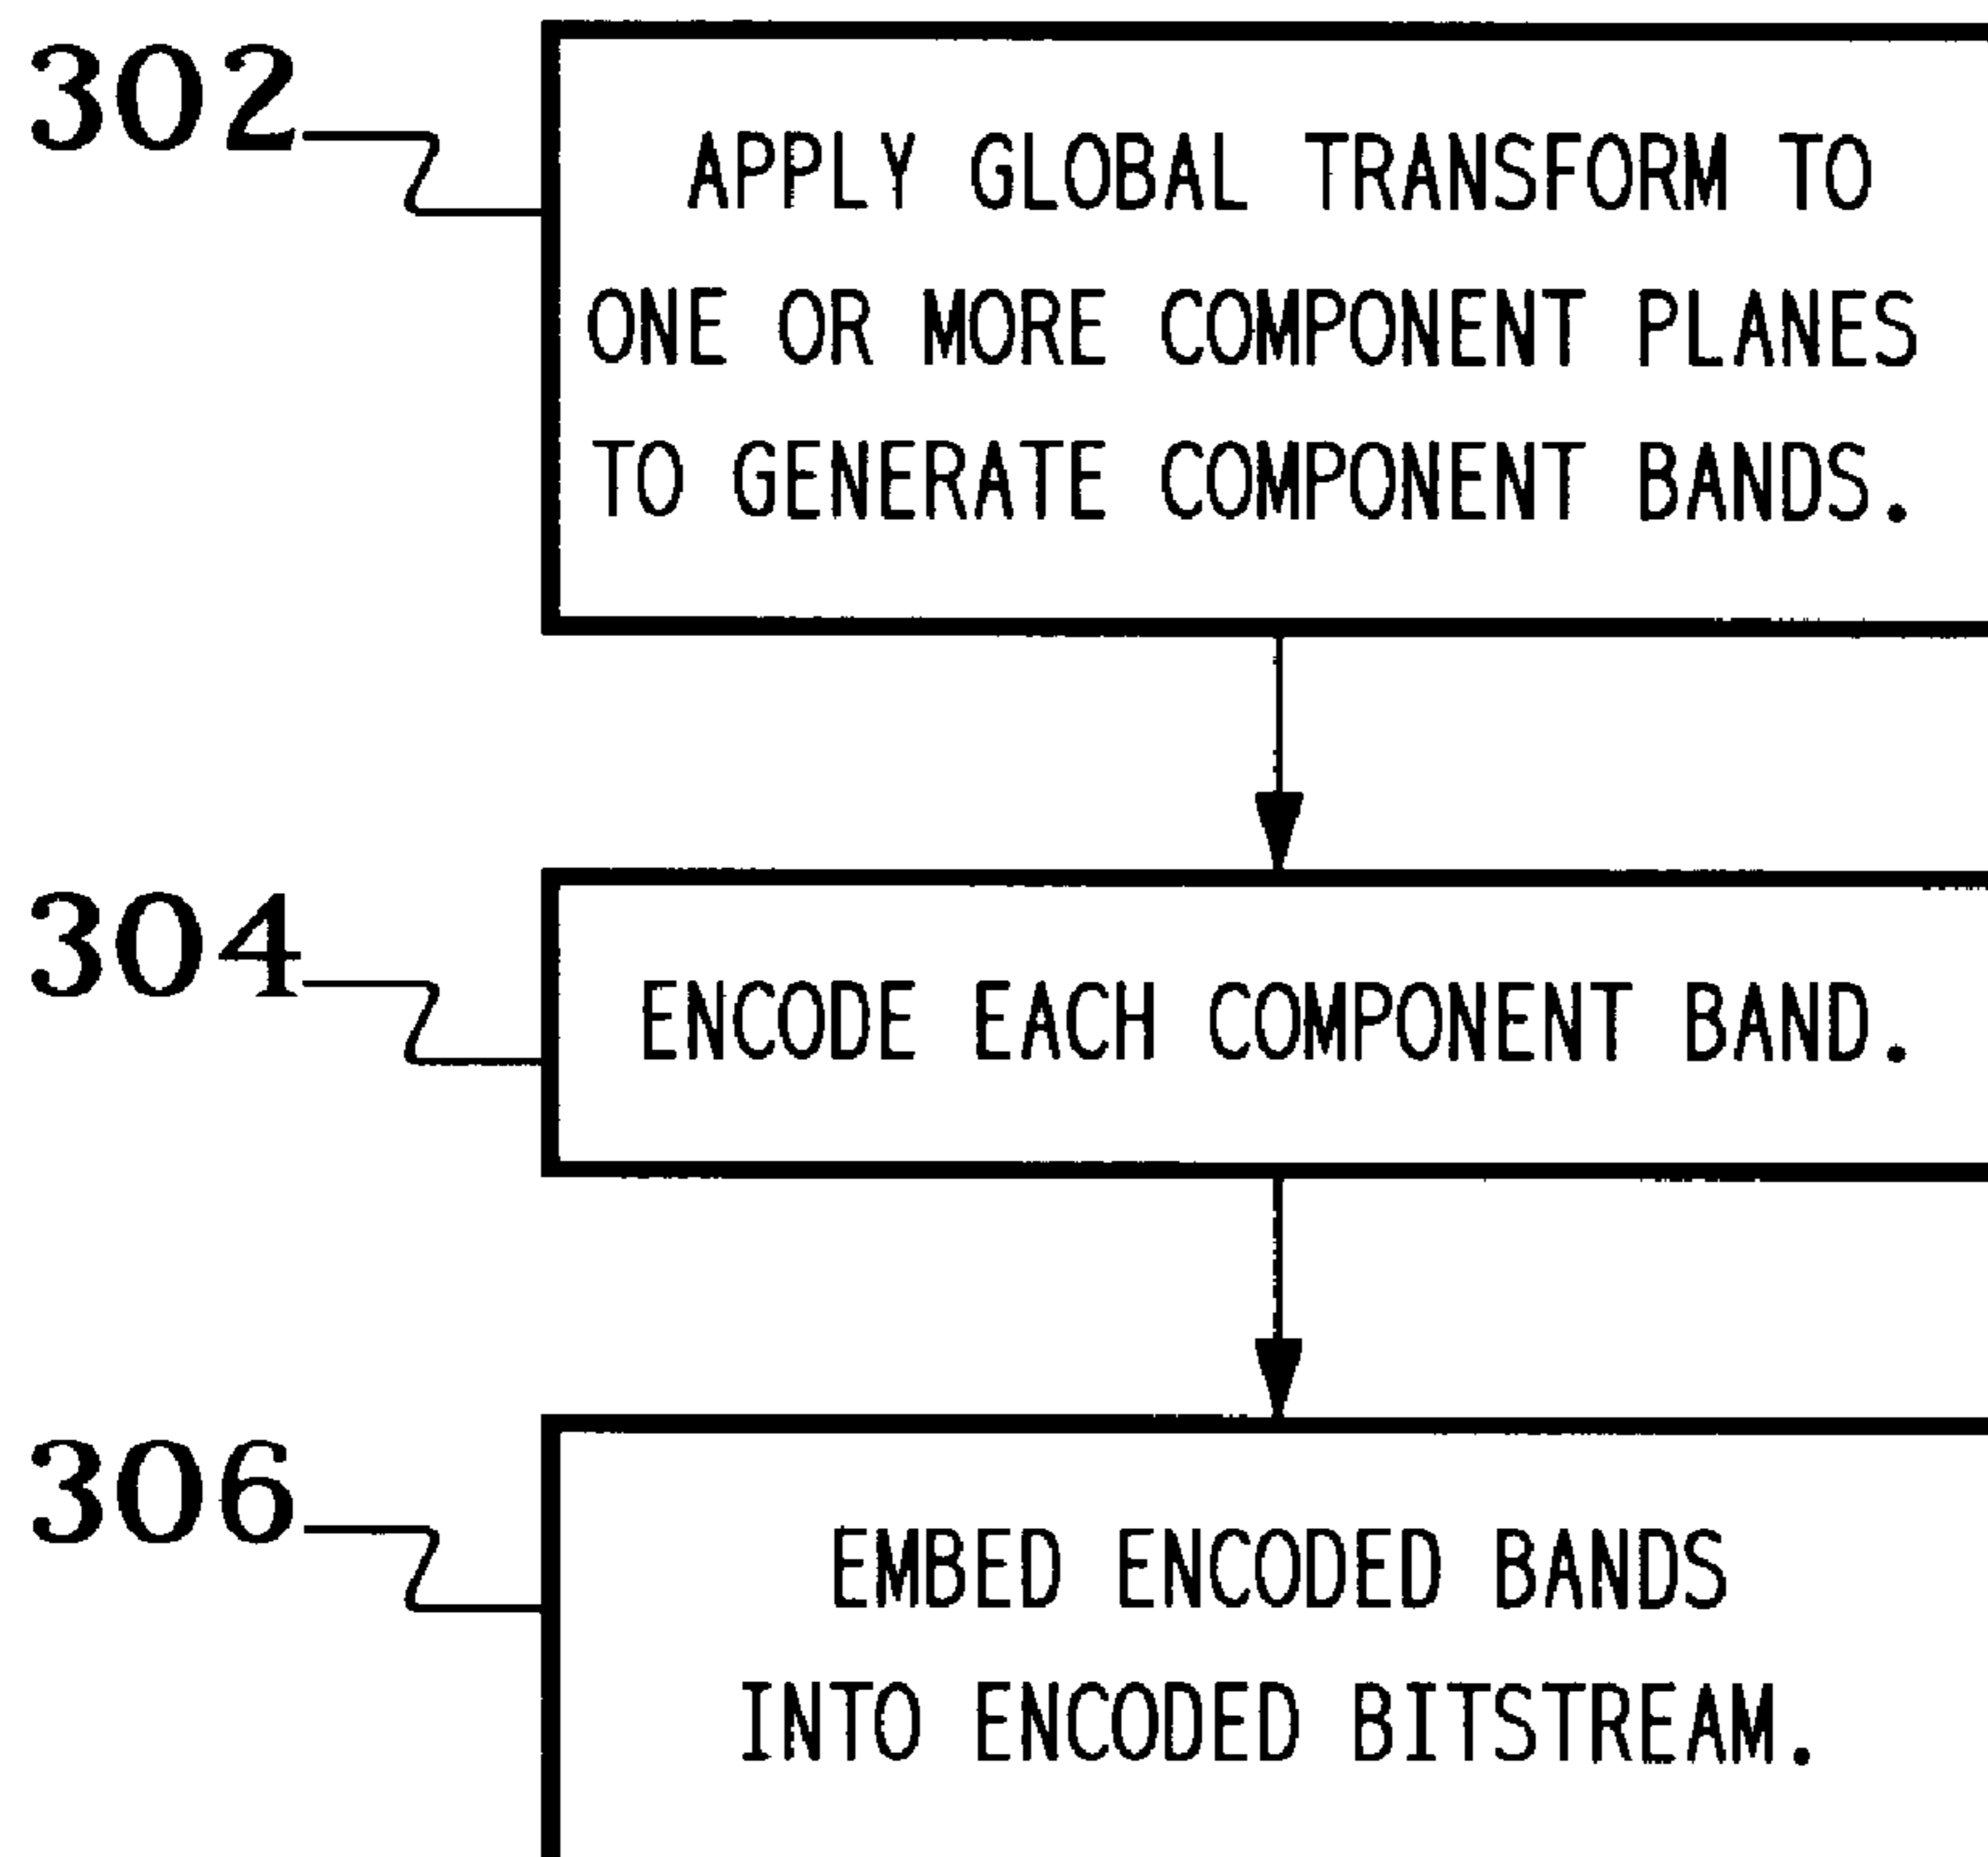 302
APPLY GLOBAL TRANSFORM TO
ONE OR MORE COMPONENT PLANES
TO GENERATE COMPONENT BANDS.
304
ENCODE EACH COMPONENT BAND.
306
EMBED ENCODED BANDS
INTO ENCODED BITSTREAM.